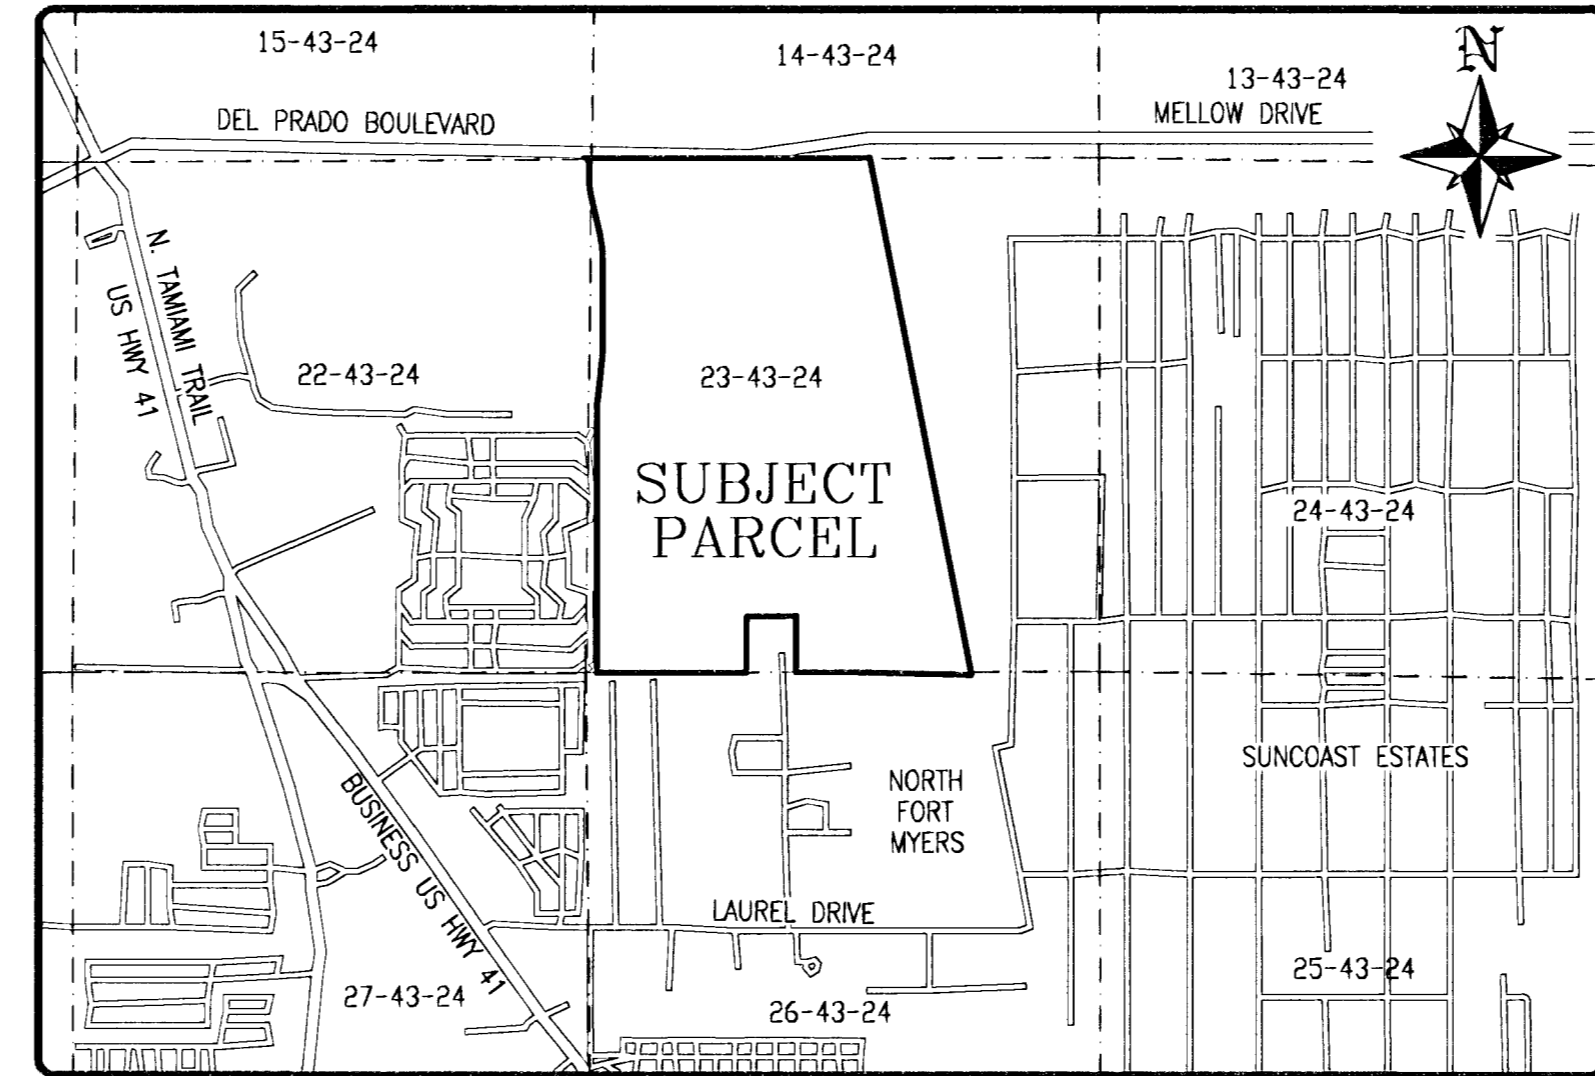 15-43-24
14-43-24
13-43-24
N
DEL PRADO BOULEVARD
MELLOW DRIVE
N. TAMIAMI TRAIL
US HWY 41
22-43-24
23-43-24
SUBJECT
PARCEL
24-43-24
SUNCOAST ESTATES
NORTH
FORT
MYERS
BUSINESS US HWY 41
LAUREL DRIVE
27-43-24
26-43-24
25-43-24